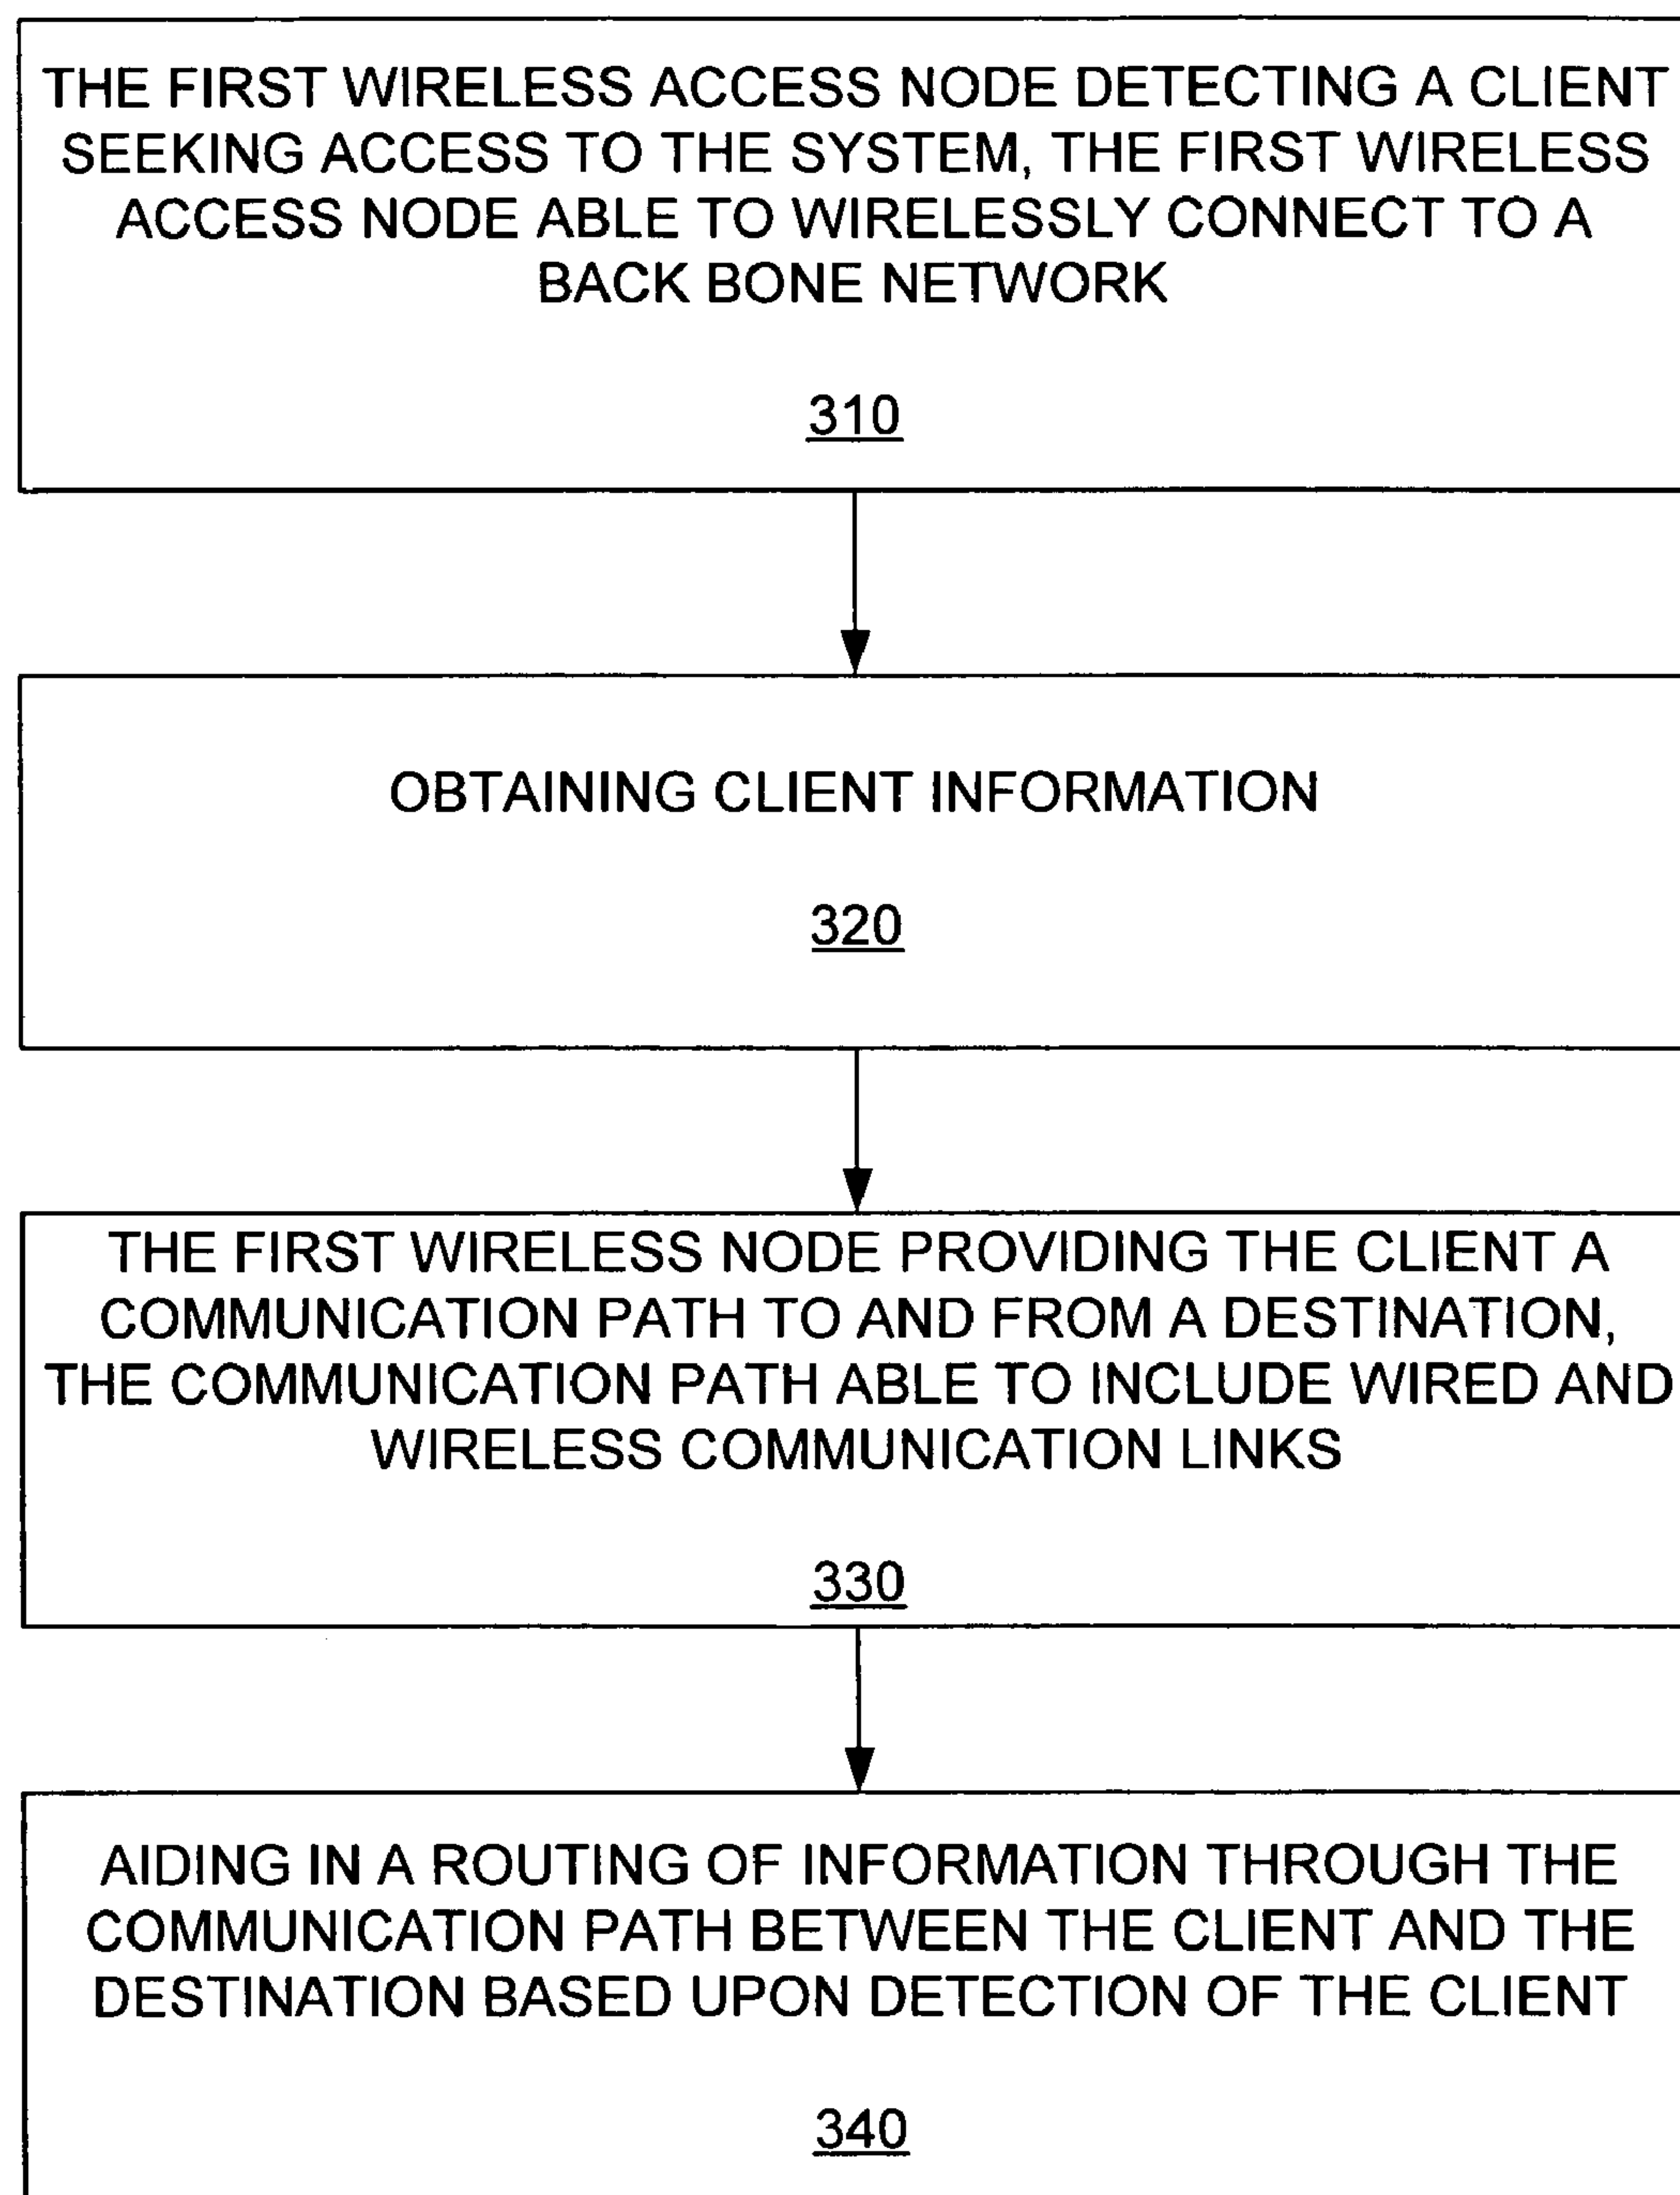 THE FIRST WIRELESS ACCESS NODE DETECTING A CLIENT
SEEKING ACCESS TO THE SYSTEM, THE FIRST WIRELESS
ACCESS NODE ABLE TO WIRELESSLY CONNECT TO A
BACK BONE NETWORK
310
OBTAINING CLIENT INFORMATION
320
THE FIRST WIRELESS NODE PROVIDING THE CLIENT A
COMMUNICATION PATH TO AND FROM A DESTINATION,
THE COMMUNICATION PATH ABLE TO INCLUDE WIRED AND
WIRELESS COMMUNICATION LINKS
330
AIDING IN A ROUTING OF INFORMATION THROUGH THE
COMMUNICATION PATH BETWEEN THE CLIENT AND THE
DESTINATION BASED UPON DETECTION OF THE CLIENT
340